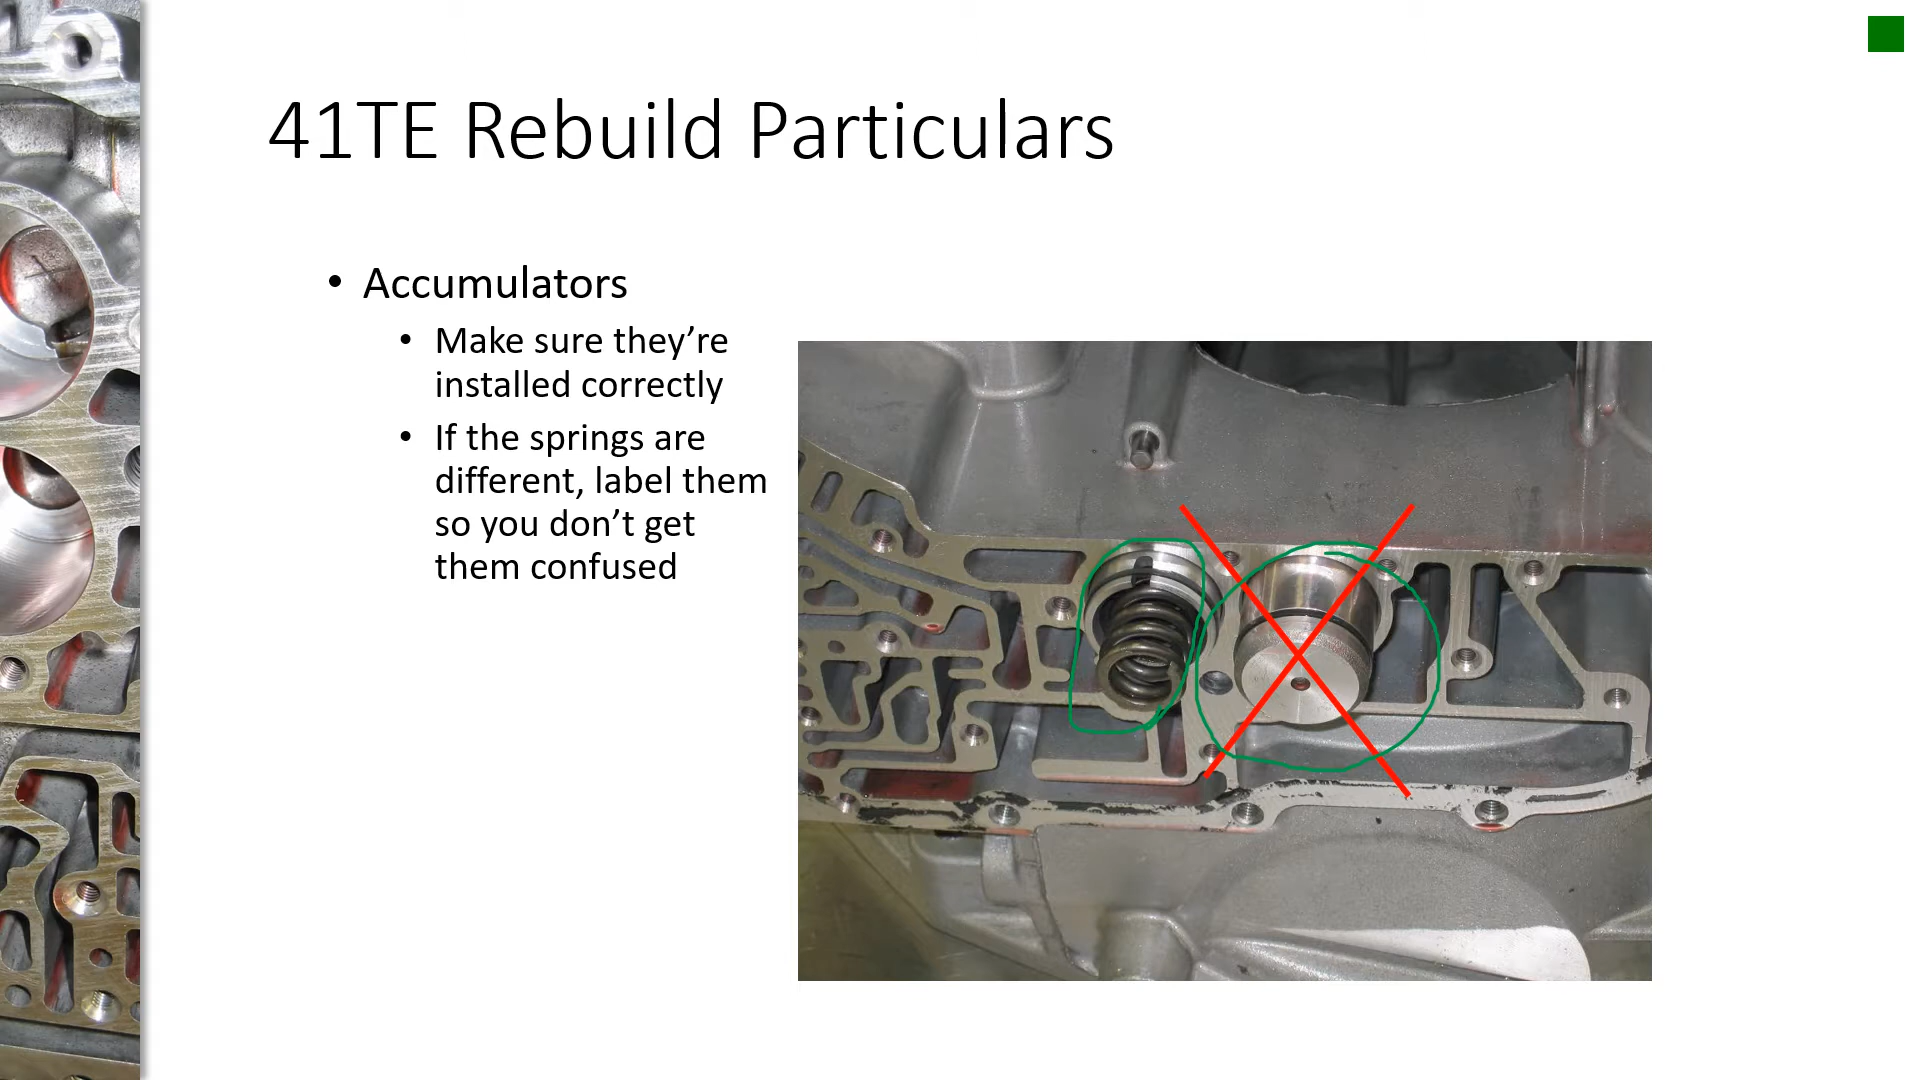 41TE Rebuild Particulars
• Accumulators
• Make sure they’re
installed correctly
• If the springs are
different, label them
so you don’t get
them confused